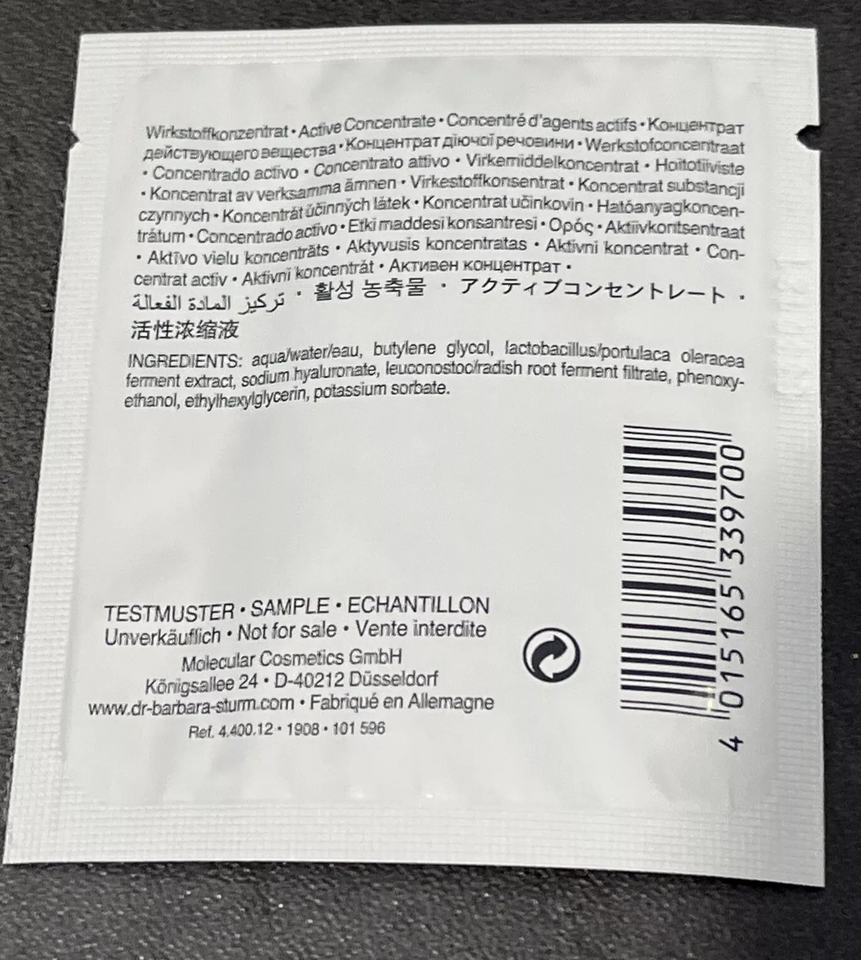 Wirkstoffkonzentrat • Active Concentrate • Concentré d'agents actifs • Концентрат
действующего вещества • Концентрат діючої речовини • Werkstofconcentraat
• Concentrado activo • Concentrato attivo • Virkemiddelkoncentrat • Hoitotiiviste
• Koncentrat av verksamma ämnen • Virkestoffkonsentrat • Koncentrat substancji
czynnych • Koncentrát účinných látek • Koncentrat učinkovin • Hatóanyagkoncen-
trátum • Concentrado activo • Etki maddesi konsantresi • Ορός • Aktiivkontsentraat
• Aktīvo vielu koncentrāts • Aktyvusis koncentratas • Aktivni koncentrat • Con-
centrat activ • Aktivni koncentrát • Активен концентрат •
تركيز المادة الفعالة • 활성 농축물 • アクティブコンセントレート •
活性浓缩液
INGREDIENTS: aqua/water/eau, butylene glycol, lactobacillus/portulaca oleracea
ferment extract, sodium hyaluronate, leuconostoc/radish root ferment filtrate, phenoxy-
ethanol, ethylhexylglycerin, potassium sorbate.
TESTMUSTER • SAMPLE • ECHANTILLON
Unverkäuflich • Not for sale • Vente interdite
Molecular Cosmetics GmbH
Königsallee 24 • D-40212 Düsseldorf
www.dr-barbara-sturm.com • Fabriqué en Allemagne
Ref. 4.400.12 • 1908 • 101 596
4 015165 339700